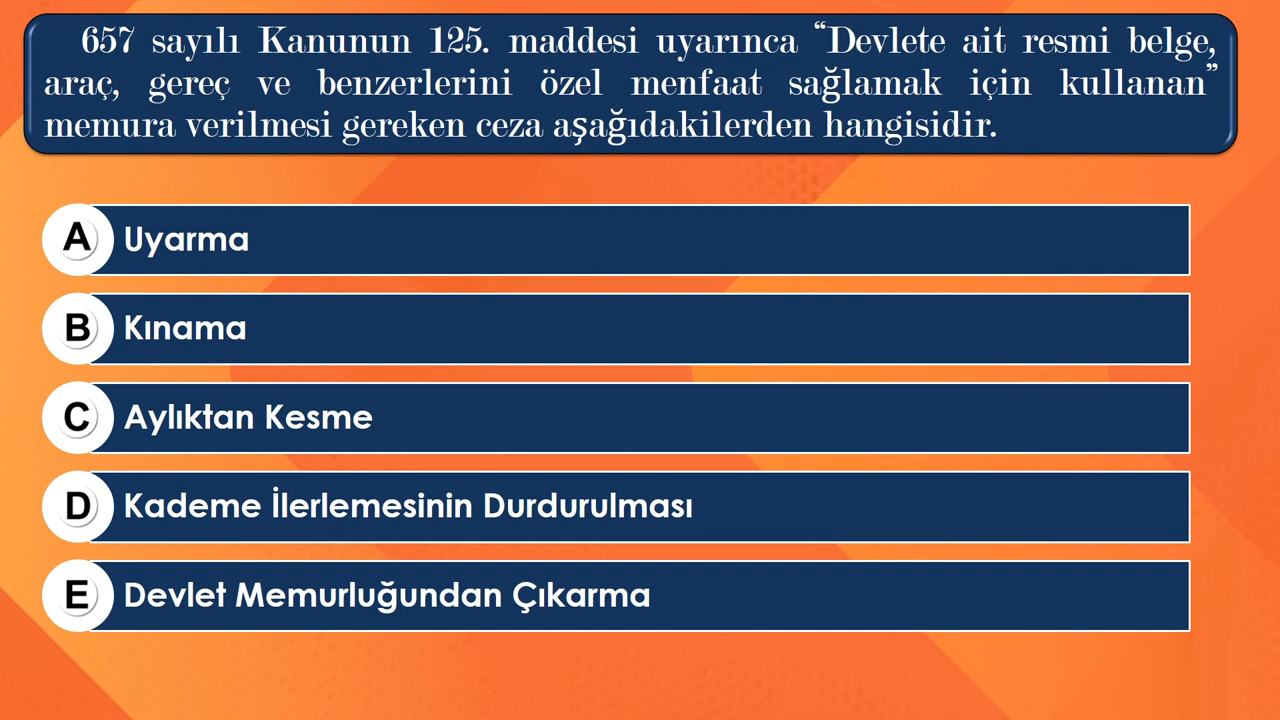 657 sayılı Kanunun 125. maddesi uyarınca “Devlete ait resmi belge,
araç, gereç ve benzerlerini özel menfaat sağlamak için kullanan”
memura verilmesi gereken ceza aşağıdakilerden hangisidir.
A Uyarma
B Kınama
C Aylıktan Kesme
D Kademe İlerlemesinin Durdurulması
E Devlet Memurluğundan Çıkarma